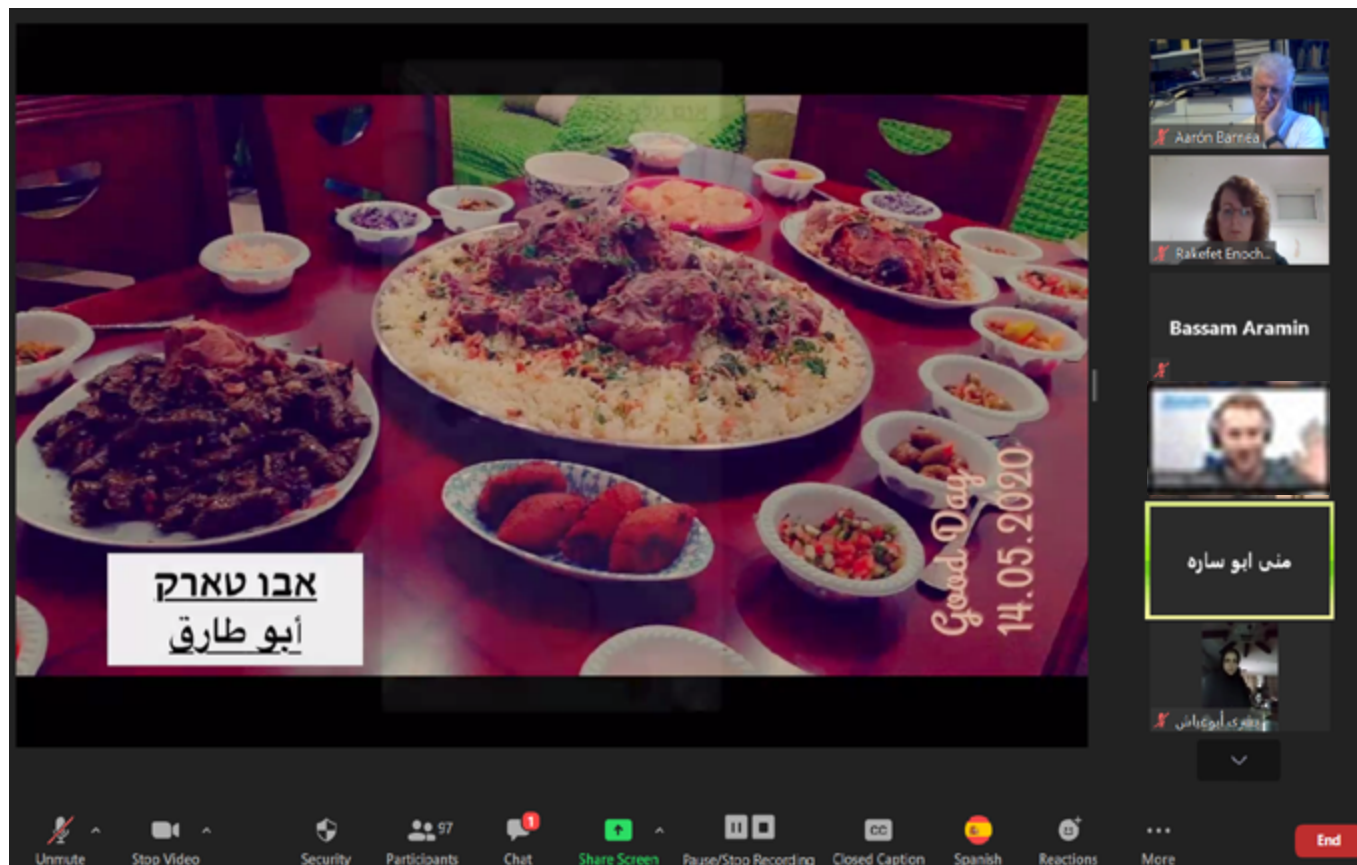 אבו טארק
أبو طارق
Good Day
14.05.2020
Aarón Barnea
Rakefet Enoch...
Bassam Aramin
منى ابو ساره
أبوعياش
Unmute
Stop Video
Security
97
Participants
1
Chat
Share Screen
Pause/Stop Recording
CC
Closed Caption
Spanish
Reactions
More
End